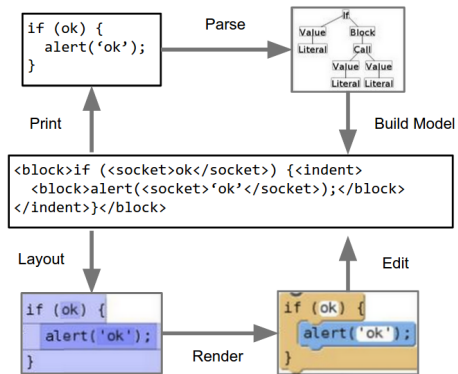 if (ok) {
  alert(‘ok’);
}
Parse
If
Value Block
Literal Call
Value Value
Literal Literal
Print
Build Model
<block>if (<socket>ok</socket>) {<indent>
  <block>alert(<socket>‘ok’</socket>);</block>
</indent>}</block>
Layout
Edit
if (ok) {
  alert('ok');
}
Render
if (ok) {
  alert('ok');
}